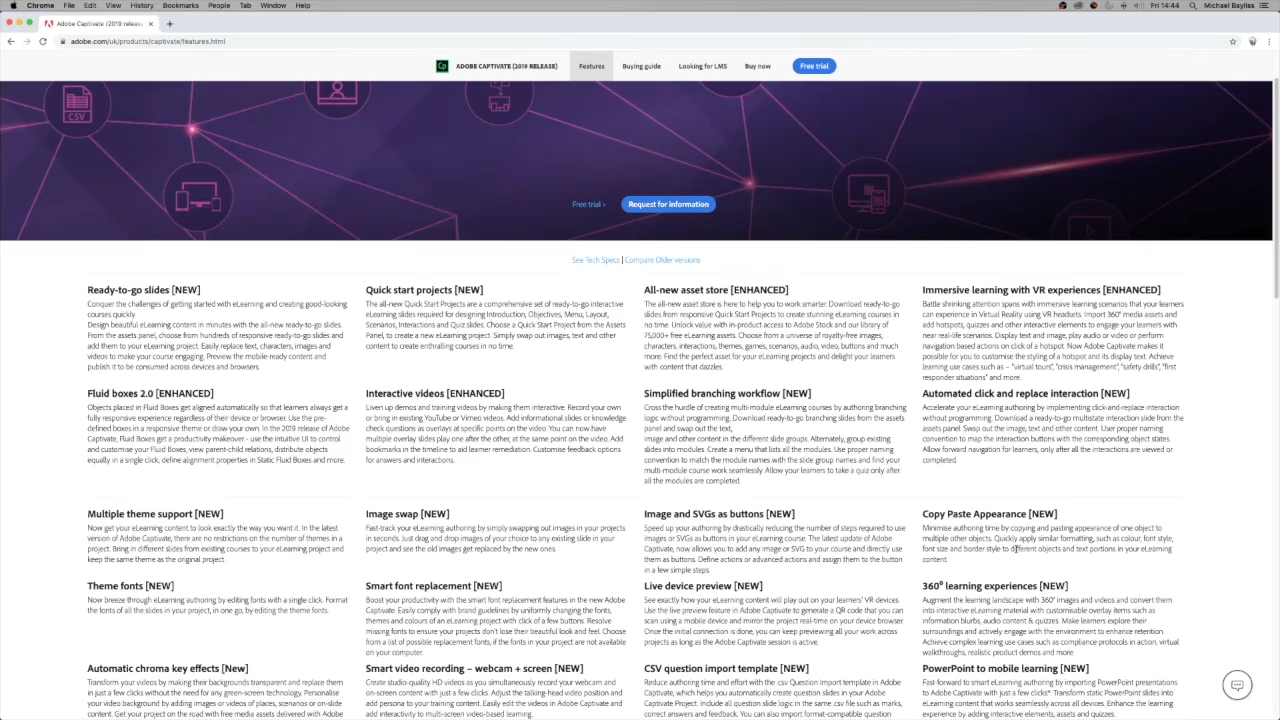 Chrome File Edit View History Bookmarks People Tab Window Help
Fri 14:44 Michael Bayliss
Adobe Captivate (2019 releas
adobe.com/uk/products/captivate/features.html
Cp ADOBE CAPTIVATE (2019 RELEASE) Features Buying guide Looking for LMS Buy now Free trial
CSV
Free trial › Request for information
See Tech Specs | Compare Older versions
Ready-to-go slides [NEW]
Conquer the challenges of getting started with eLearning and creating good-looking
courses quickly.
Design beautiful eLearning content in minutes with the all-new ready-to-go slides.
From the assets panel, choose from hundreds of responsive ready-to-go slides and
add them to your eLearning project. Easily replace text, characters, images and
videos to make your course engaging. Preview the mobile-ready content and
publish it to be consumed across devices and browsers.
Quick start projects [NEW]
The all-new Quick Start Projects are a comprehensive set of ready-to-go interactive
eLearning slides required for designing Introduction, Objectives, Menu, Layout,
Scenarios, Interactions and Quiz slides. Choose a Quick Start Project from the Assets
Panel, to create a new eLearning project. Simply swap out images, text and other
content to create enthralling courses in no time.
All-new asset store [ENHANCED]
The all-new asset store is here to help you to work smarter. Download ready-to-go
slides from responsive Quick Start Projects to create stunning eLearning courses in
no time. Unlock value with in-product access to Adobe Stock and our library of
75,000+ free eLearning assets. Choose from a universe of royalty-free images,
characters, interactions, themes, games, scenarios, audio, video, buttons and much
more. Find the perfect asset for your eLearning projects and delight your learners
with content that dazzles.
Immersive learning with VR experiences [ENHANCED]
Battle shrinking attention spans with immersive learning scenarios that your learners
can experience in Virtual Reality using VR headsets. Import 360° media assets and
add hotspots, quizzes and other interactive elements to engage your learners with
near real-life scenarios. Display text and image, play audio or video or perform
navigation based actions on click of a hotspot. Now Adobe Captivate makes it
possible for you to customise the styling of a hotspot and its display text. Achieve
learning use cases such as – "virtual tours", "crisis management", "safety drills", "first
responder situations" and more.
Fluid boxes 2.0 [ENHANCED]
Objects placed in Fluid Boxes get aligned automatically so that learners always get a
fully responsive experience regardless of their device or browser. Use the pre-
defined boxes in a responsive theme or draw your own. In the 2019 release of Adobe
Captivate, Fluid Boxes get a productivity makeover - use the intuitive UI to control
and customise your Fluid Boxes, view parent-child relations, distribute objects
equally in a single click, define alignment properties in Static Fluid Boxes and more.
Interactive videos [ENHANCED]
Liven up demos and training videos by making them interactive. Record your own
or bring in existing YouTube or Vimeo videos. Add informational slides or knowledge
check questions as overlays at specific points on the video. You can now have
multiple overlay slides play one after the other, at the same point on the video. Add
bookmarks in the timeline to aid learner remediation. Customise feedback options
for answers and interactions.
Simplified branching workflow [NEW]
Cross the hurdle of creating multi-module eLearning courses by authoring branching
logic without programming. Download ready-to-go branching slides from the assets
panel and swap out the text,
image and other content in the different slide groups. Alternately, group existing
slides into modules. Create a menu that lists all the modules. Use proper naming
convention to match the module names with the slide group names and find your
multi-module course work seamlessly. Allow your learners to take a quiz only after
all the modules are completed.
Automated click and replace interaction [NEW]
Accelerate your eLearning authoring by implementing click-and-replace interaction
without programming. Download a ready-to-go multistate interaction slide from the
assets panel. Swap out the image, text and other content. User proper naming
convention to map the interaction buttons with the corresponding object states.
Allow forward navigation for learners, only after all the interactions are viewed or
completed.
Multiple theme support [NEW]
Now get your eLearning content to look exactly the way you want it. In the latest
version of Adobe Captivate, there are no restrictions on the number of themes in a
project. Bring in different slides from existing courses to your eLearning project and
keep the same theme as the original project.
Image swap [NEW]
Fast-track your eLearning authoring by simply swapping out images in your projects
in seconds. Just drag and drop images of your choice to any existing slide in your
project and see the old images get replaced by the new ones.
Image and SVGs as buttons [NEW]
Speed up your authoring by drastically reducing the number of steps required to use
images or SVGs as buttons in your eLearning course. The latest update of Adobe
Captivate, now allows you to add any image or SVG to your course and directly use
them as buttons. Define actions or advanced actions and assign them to the button
in a few simple steps.
Copy Paste Appearance [NEW]
Minimise authoring time by copying and pasting appearance of one object to
multiple other objects. Quickly apply similar formatting, such as colour, font style,
font size and border style to different objects and text portions in your eLearning
content.
Theme fonts [NEW]
Now breeze through eLearning authoring by editing fonts with a single click. Format
the fonts of all the slides in your project, in one go, by editing the theme fonts.
Smart font replacement [NEW]
Boost your productivity with the smart font replacement features in the new Adobe
Captivate. Easily comply with brand guidelines by uniformly changing the fonts,
themes and colours of an eLearning project with click of a few buttons. Resolve
missing fonts to ensure your projects don't lose their beautiful look and feel. Choose
from a list of possible replacement fonts, if the fonts in your project are not available
on your computer.
Live device preview [NEW]
See exactly how your eLearning content will play out on your learners' VR devices.
Use the live preview feature in Adobe Captivate to generate a QR code that you can
scan using a mobile device and mirror the project real-time on your device browser.
Once the initial connection is done, you can keep previewing all your work across
projects as long as the Adobe Captivate session is active.
360° learning experiences [NEW]
Augment the learning landscape with 360° images and videos and convert them
into interactive eLearning material with customisable overlay items such as
information blurbs, audio content & quizzes. Make learners explore their
surroundings and actively engage with the environment to enhance retention.
Achieve complex learning use cases such as compliance protocols in action, virtual
walkthroughs, realistic product demos and more.
Automatic chroma key effects [New]
Transform your videos by making their backgrounds transparent and replace them
in just a few clicks without the need for any green-screen technology. Personalise
your video background by adding images or videos of places, scenarios or on-slide
content. Get your project on the road with free media assets delivered with Adobe
Smart video recording – webcam + screen [NEW]
Create studio-quality HD videos as you simultaneously record your webcam and
on-screen content with just a few clicks. Adjust the talking-head video position and
add persona to your training content. Easily edit the videos in Adobe Captivate and
add interactivity to multi-screen video-based learning.
CSV question import template [NEW]
Reduce authoring time and effort with the .csv Question Import template in Adobe
Captivate, which helps you automatically create question slides in your Adobe
Captivate Project. Include all question slide logic in the same .csv file such as marks,
correct answers and feedback. You can also import format-compatible question
PowerPoint to mobile learning [NEW]
Fast-forward to smart eLearning authoring by importing PowerPoint presentations
to Adobe Captivate with just a few clicks*. Transform static PowerPoint slides into
eLearning content that works seamlessly across all devices. Enhance the learning
experience by adding interactive elements, assets and quizzes.